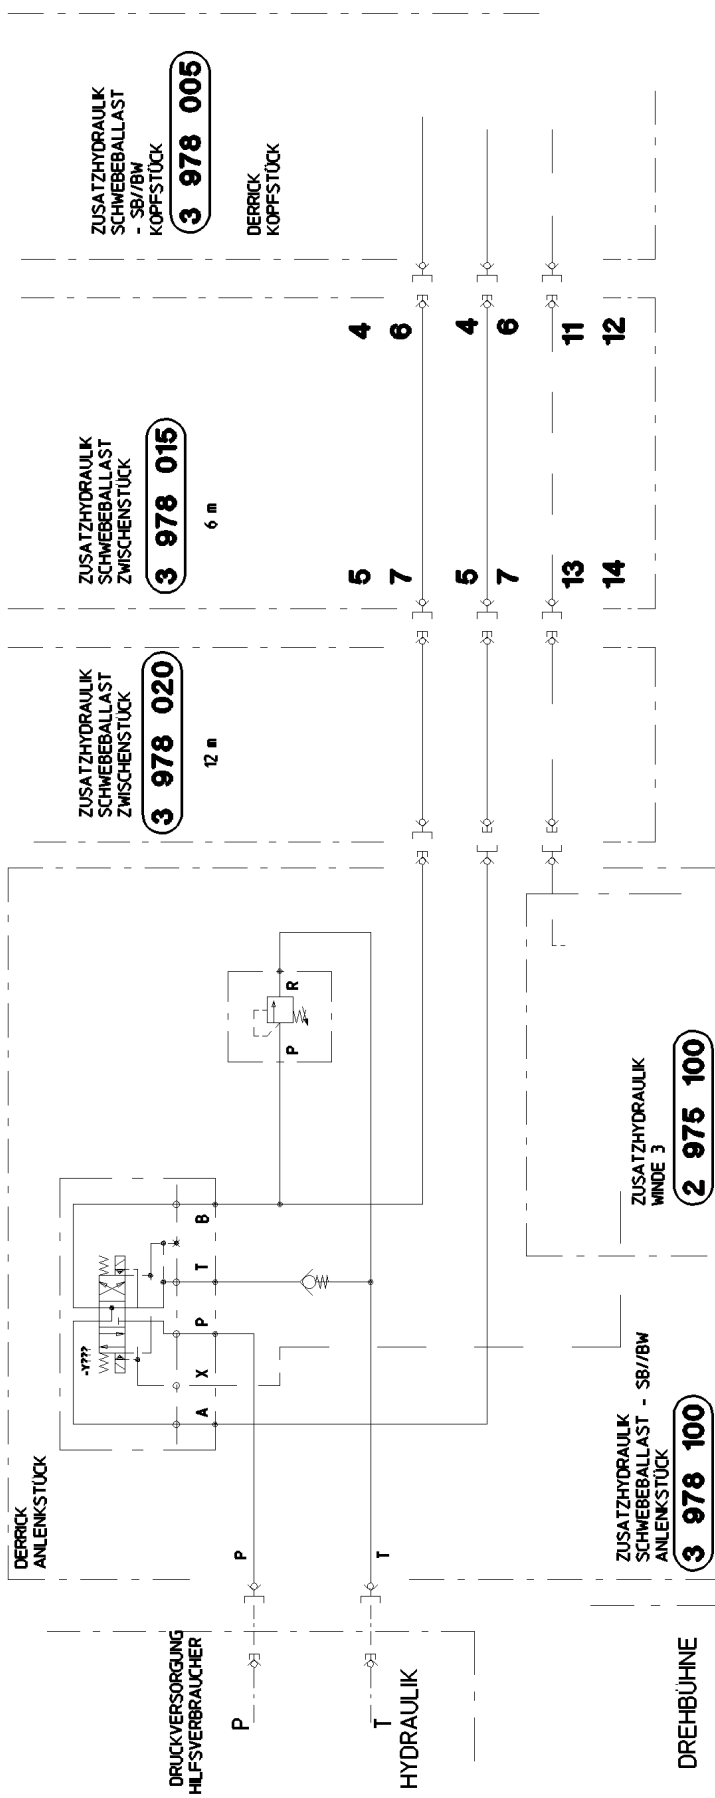 DERRICK
ANLENKSTÜCK
-Y???
A
X
P
T
B
P
R
P
T
DRUCKVERSORGUNG
HILFSVERBRAUCHER
P
T
HYDRAULIK
DREHBÜHNE
ZUSATZHYDRAULIK
SCHWEBEBALLAST - SB//BW
ANLENKSTÜCK
3 978 100
ZUSATZHYDRAULIK
WINDE 3
2 975 100
ZUSATZHYDRAULIK
SCHWEBEBALLAST
ZWISCHENSTÜCK
3 978 020
12 m
ZUSATZHYDRAULIK
SCHWEBEBALLAST
ZWISCHENSTÜCK
3 978 015
6 m
5
7
5
7
13
14
4
6
4
6
11
12
ZUSATZHYDRAULIK
SCHWEBEBALLAST
- SB//BW
KOPFSTÜCK
3 978 005
DERRICK
KOPFSTÜCK